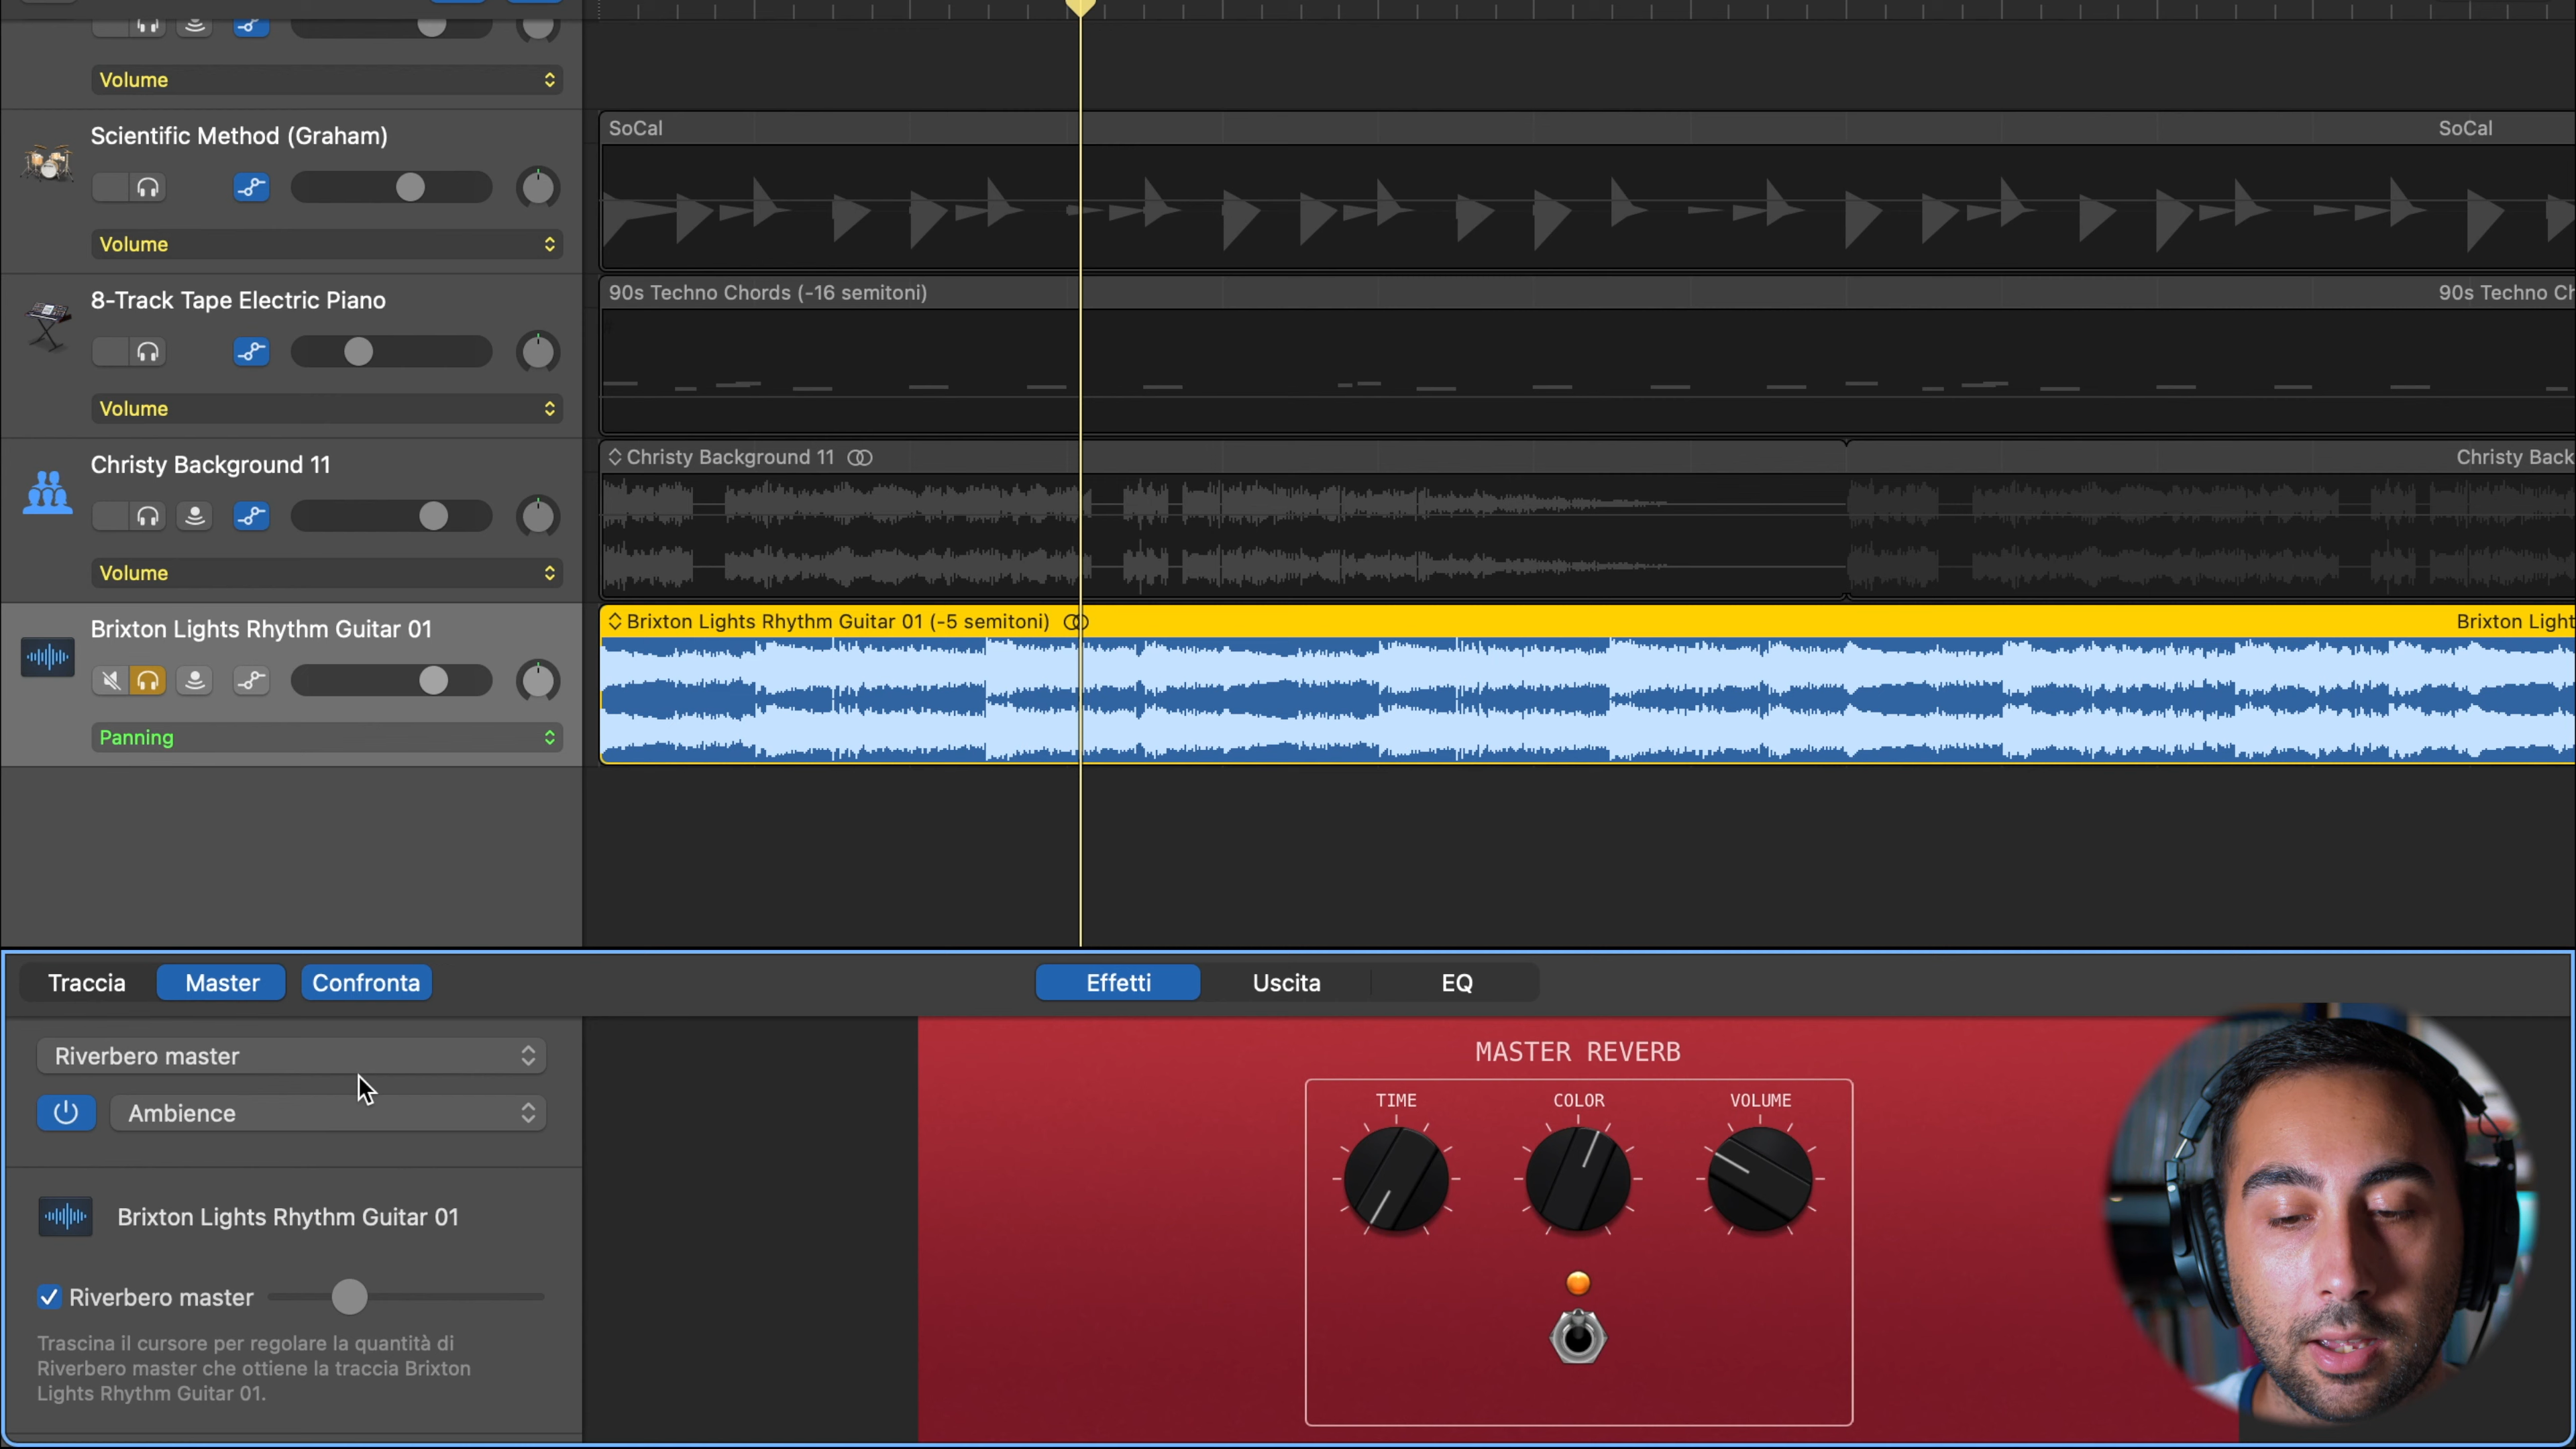 Volume
Scientific Method (Graham)
Volume
SoCal
SoCal
8-Track Tape Electric Piano
Volume
90s Techno Chords (-16 semitoni)
90s Techno Ch
Christy Background 11
Volume
Christy Background 11
Christy Back
Brixton Lights Rhythm Guitar 01
Panning
Brixton Lights Rhythm Guitar 01 (-5 semitoni)
Brixton Light
Traccia
Master
Confronta
Effetti
Uscita
EQ
Riverbero master
Ambience
Brixton Lights Rhythm Guitar 01
Riverbero master
Trascina il cursore per regolare la quantità di
Riverbero master che ottiene la traccia Brixton
Lights Rhythm Guitar 01.
MASTER REVERB
TIME
COLOR
VOLUME